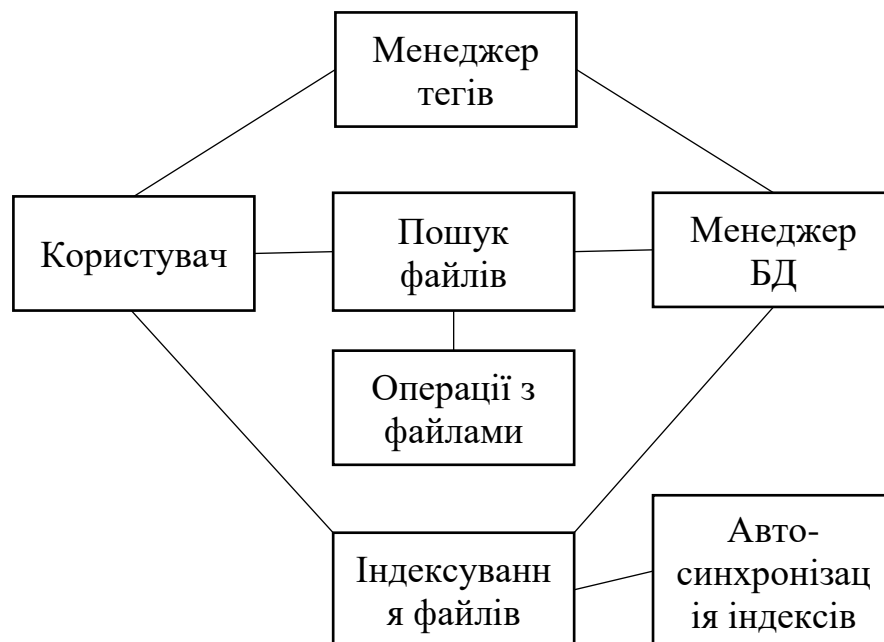 Менеджер
тегів
Користувач
Пошук
файлів
Менеджер
БД
Операції з
файлами
Індексуванн
я файлів
Авто-
синхронізац
ія індексів